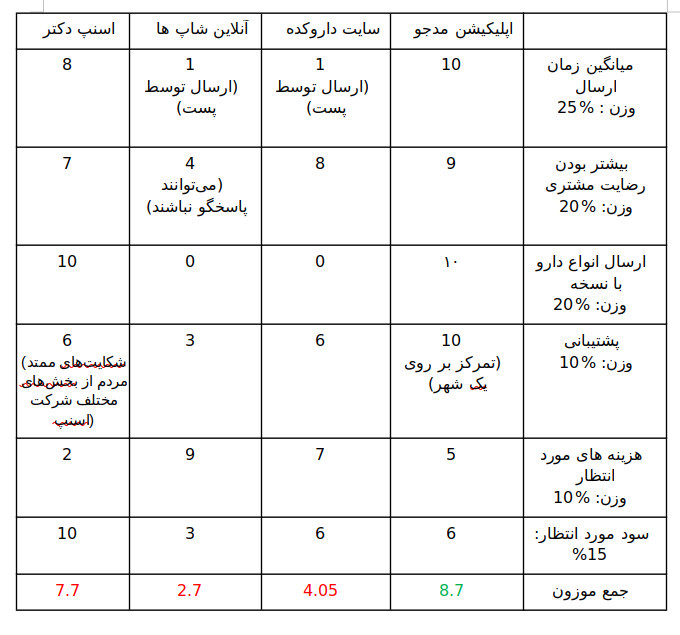 اپلیکیشن مدجو
سایت داروکده
آنلاین شاپ ها
اسنپ دکتر
میانگین زمان
ارسال
وزن : %25
10
1
(ارسال توسط
پست)
1
(ارسال توسط
پست)
8
بیشتر بودن
رضایت مشتری
وزن: %20
9
8
4
(می‌توانند
پاسخگو نباشند)
7
ارسال انواع دارو
با نسخه
وزن: %20
۱۰
0
0
10
پشتیبانی
وزن: %10
10
(تمرکز بر روی
یک شهر)
6
3
6
شکایت‌های ممتد)
مردم از بخش‌های
مختلف شرکت
(اسنپ
هزینه های مورد
انتظار
وزن: %10
5
7
9
2
سود مورد انتظار:
%15
6
6
3
10
جمع موزون
8.7
4.05
2.7
7.7